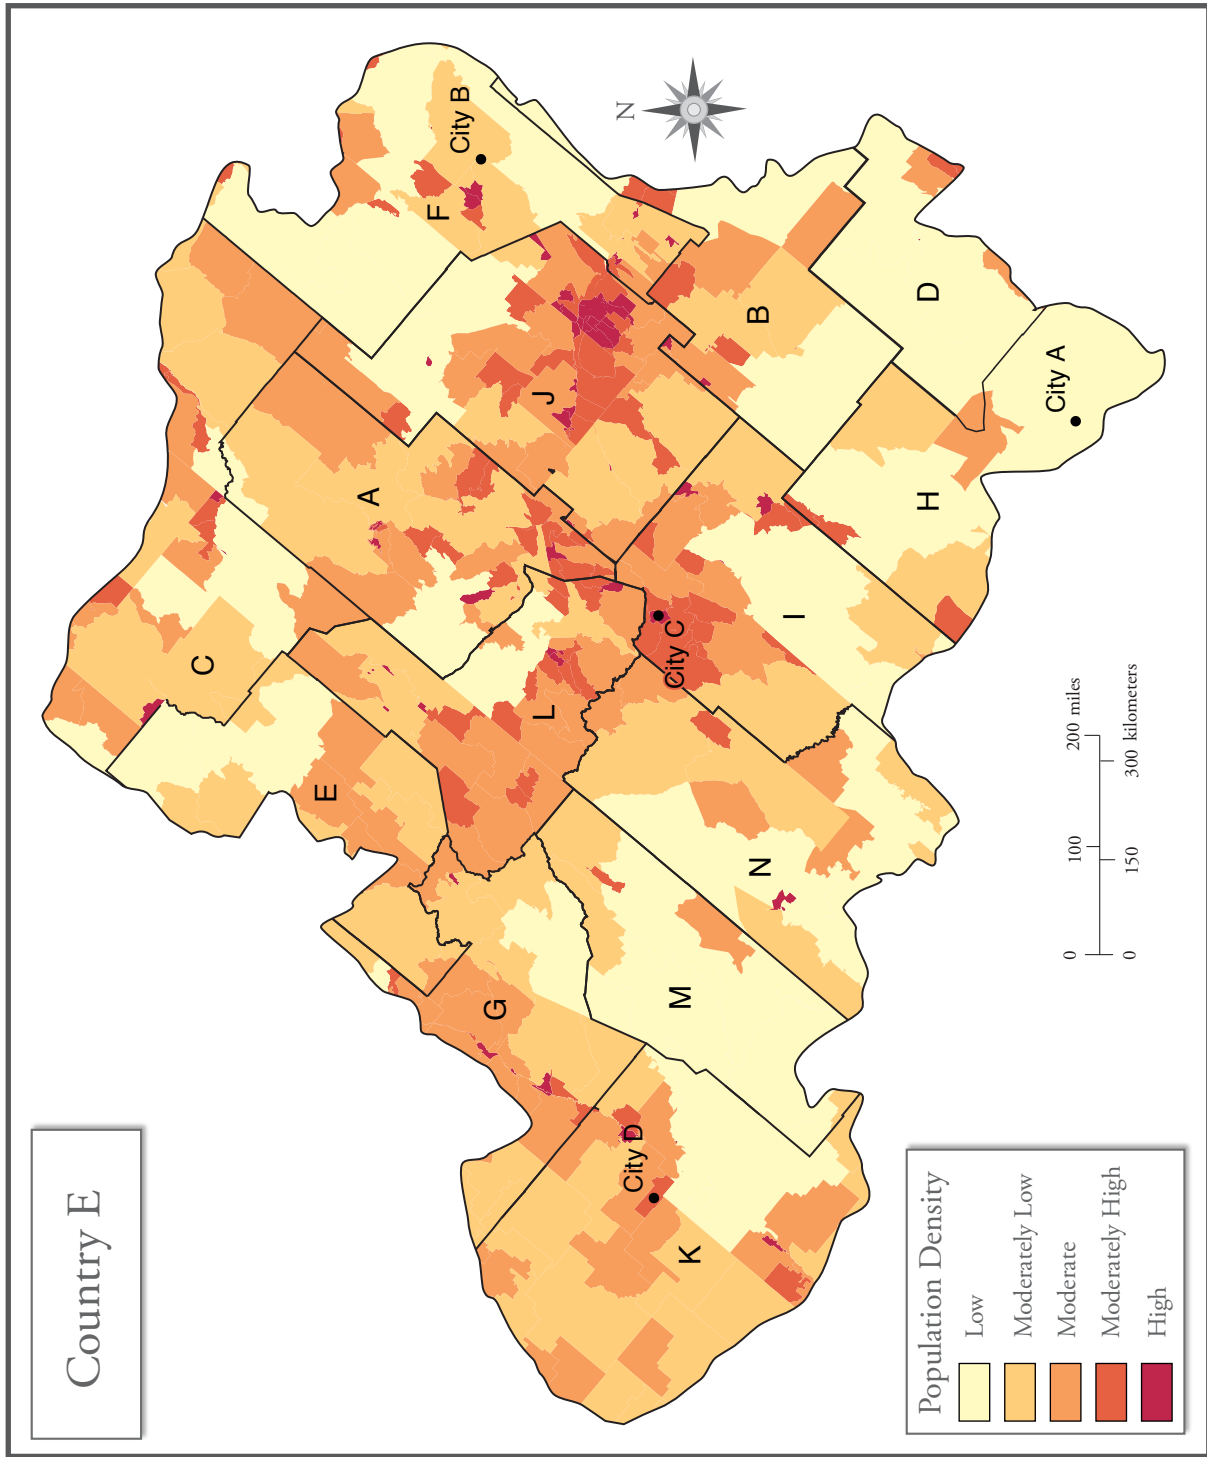 Country E
N
City B
F
A
C
J
B
D
City A
H
City C
I
L
E
N
G
M
City D
K
0 100 200 miles
0 150 300 kilometers
Population Density
Low
Moderately Low
Moderate
Moderately High
High